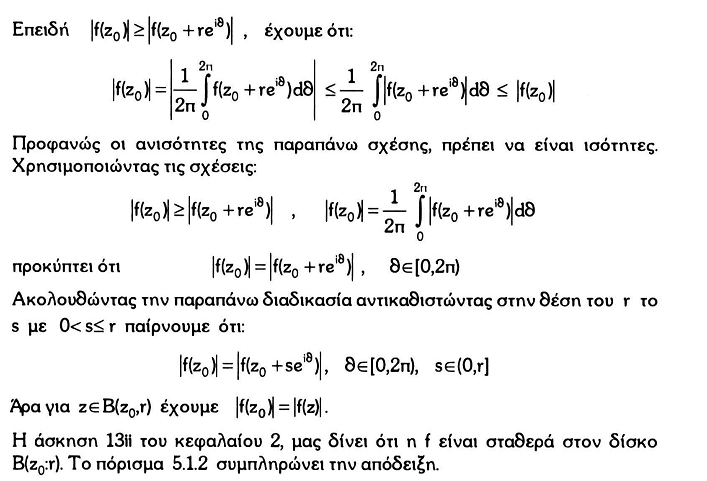 Επειδή |f(z₀)| ≥ |f(z₀ + re^{iϑ})| , έχουμε ότι:
|f(z₀)| = |1/2π ∫₀^{2π} f(z₀ + re^{iϑ})dϑ| ≤ 1/2π ∫₀^{2π} |f(z₀ + re^{iϑ})|dϑ ≤ |f(z₀)|
Προφανώς οι ανισότητες της παραπάνω σχέσης, πρέπει να είναι ισότητες.
Χρησιμοποιώντας τις σχέσεις:
|f(z₀)| ≥ |f(z₀ + re^{iϑ})| , |f(z₀)| = 1/2π ∫₀^{2π} |f(z₀ + re^{iϑ})|dϑ
προκύπτει ότι |f(z₀)| = |f(z₀ + re^{iϑ})| , ϑ∈[0,2π)
Ακολουθώντας την παραπάνω διαδικασία αντικαθιστώντας στην θέση του r το
s με 0< s≤ r παίρνουμε ότι:
|f(z₀)| = |f(z₀ + se^{iϑ})|, ϑ∈[0,2π), s∈(0,r]
Άρα για z∈B(z₀,r) έχουμε |f(z₀)| = |f(z)|.
Η άσκηση 13ii του κεφαλαίου 2, μας δίνει ότι η f είναι σταθερά στον δίσκο
B(z₀;r). Το πόρισμα 5.1.2 συμπληρώνει την απόδειξη.